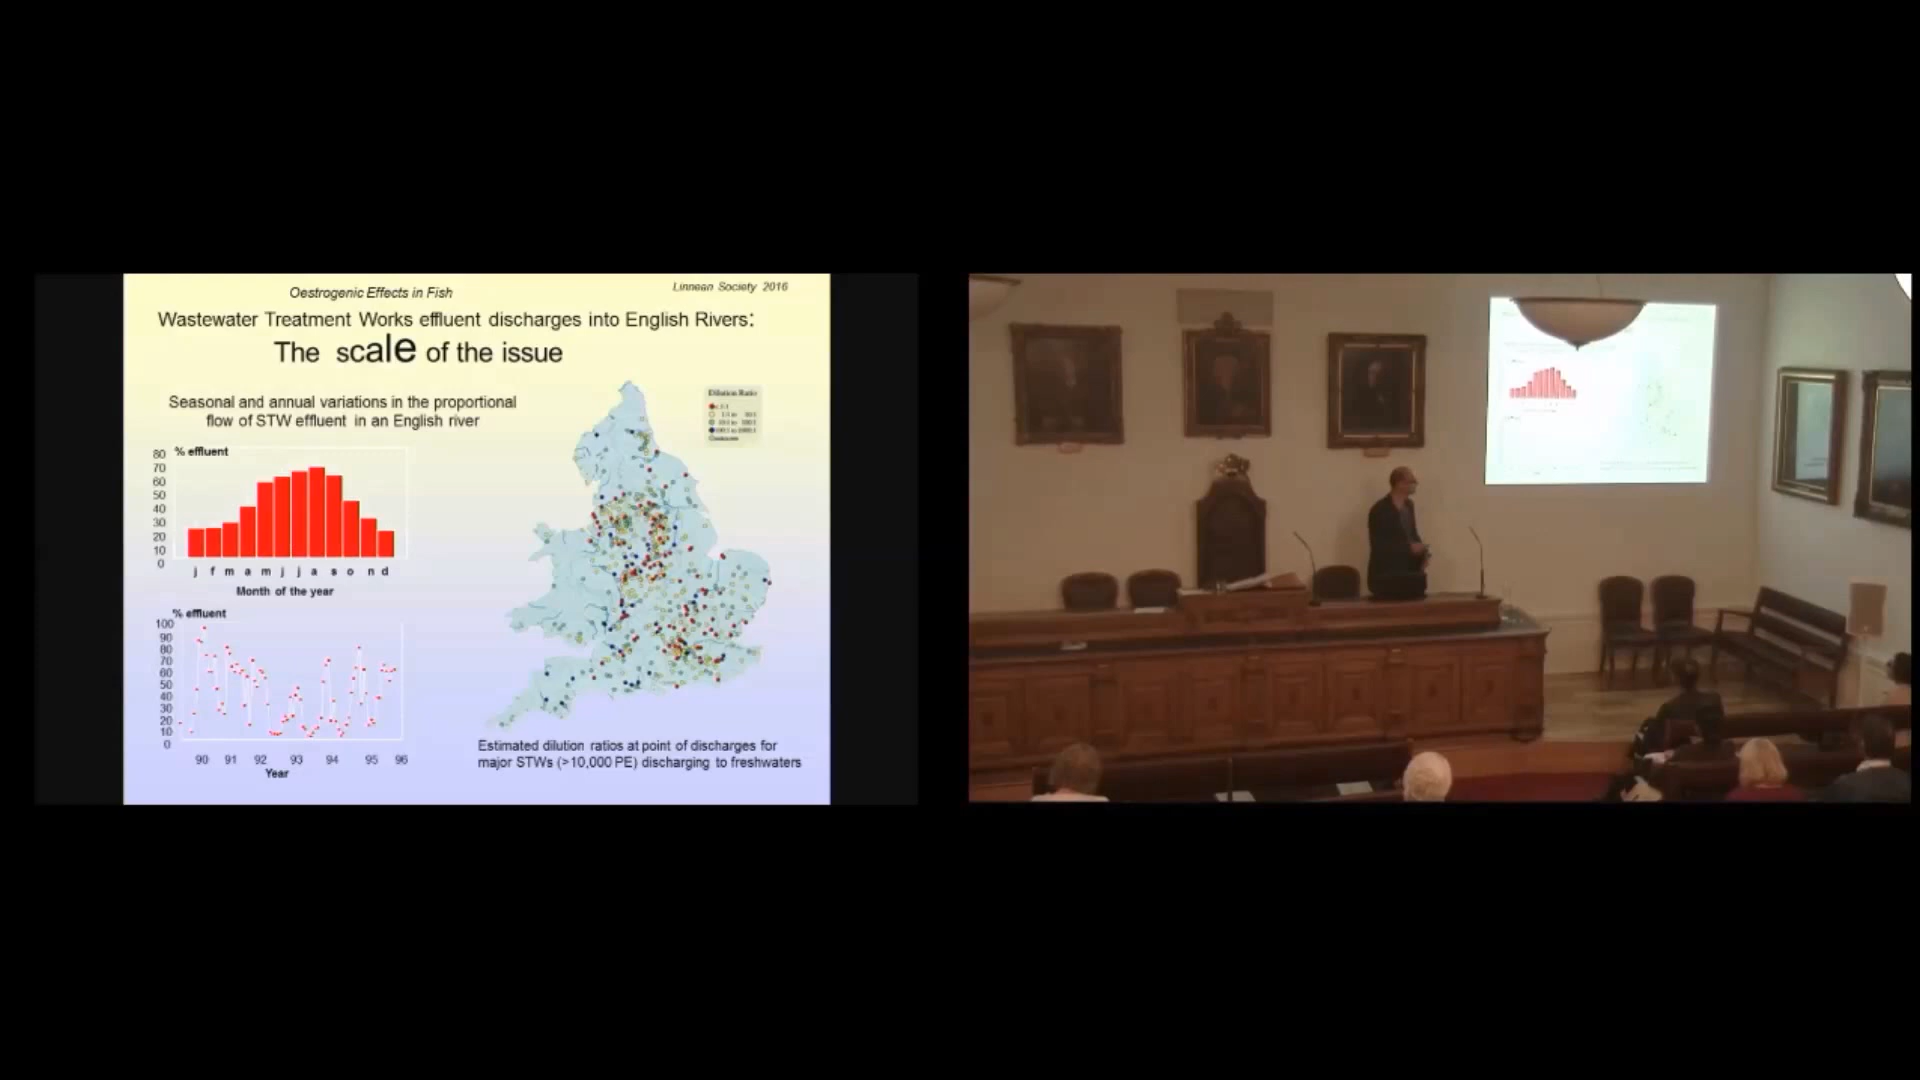 Oestrogenic Effects in Fish
Linnean Society 2016
Wastewater Treatment Works effluent discharges into English Rivers:
The scale of the issue
Seasonal and annual variations in the proportional
flow of STW effluent in an English river
% effluent
80
70
60
50
40
30
20
10
0
j f m a m j j a s o n d
Month of the year
% effluent
100
90
80
70
60
50
40
30
20
10
0
90 91 92 93 94 95 96
Year
Dilution Ratio
Estimated dilution ratios at point of discharges for
major STWs (>10,000 PE) discharging to freshwaters